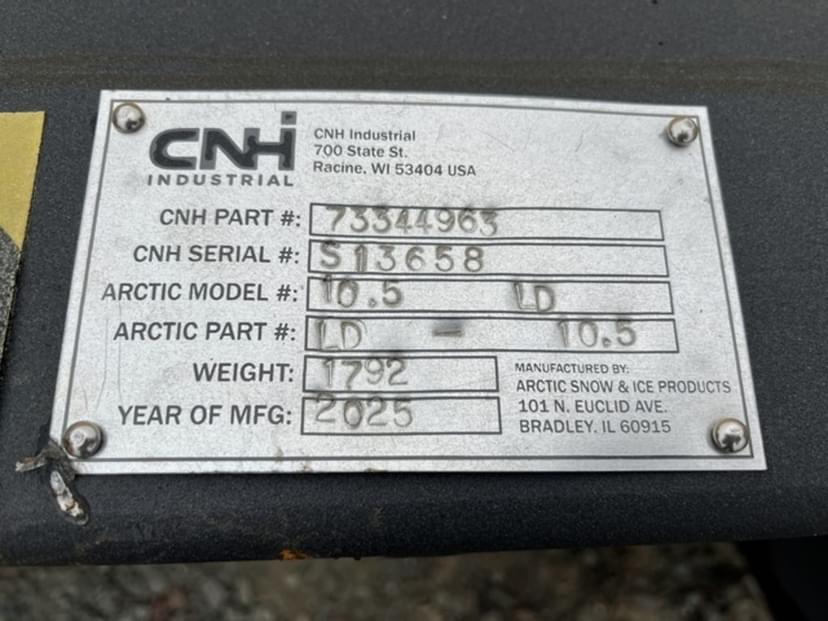 CNH
INDUSTRIAL
CNH Industrial
700 State St.
Racine, WI 53404 USA
CNH PART #: 73344963
CNH SERIAL #: S13658
ARCTIC MODEL #: 10.5 LD
ARCTIC PART #: LD - 10.5
WEIGHT: 1792
YEAR OF MFG: 2025
MANUFACTURED BY:
ARCTIC SNOW & ICE PRODUCTS
101 N. EUCLID AVE.
BRADLEY, IL 60915